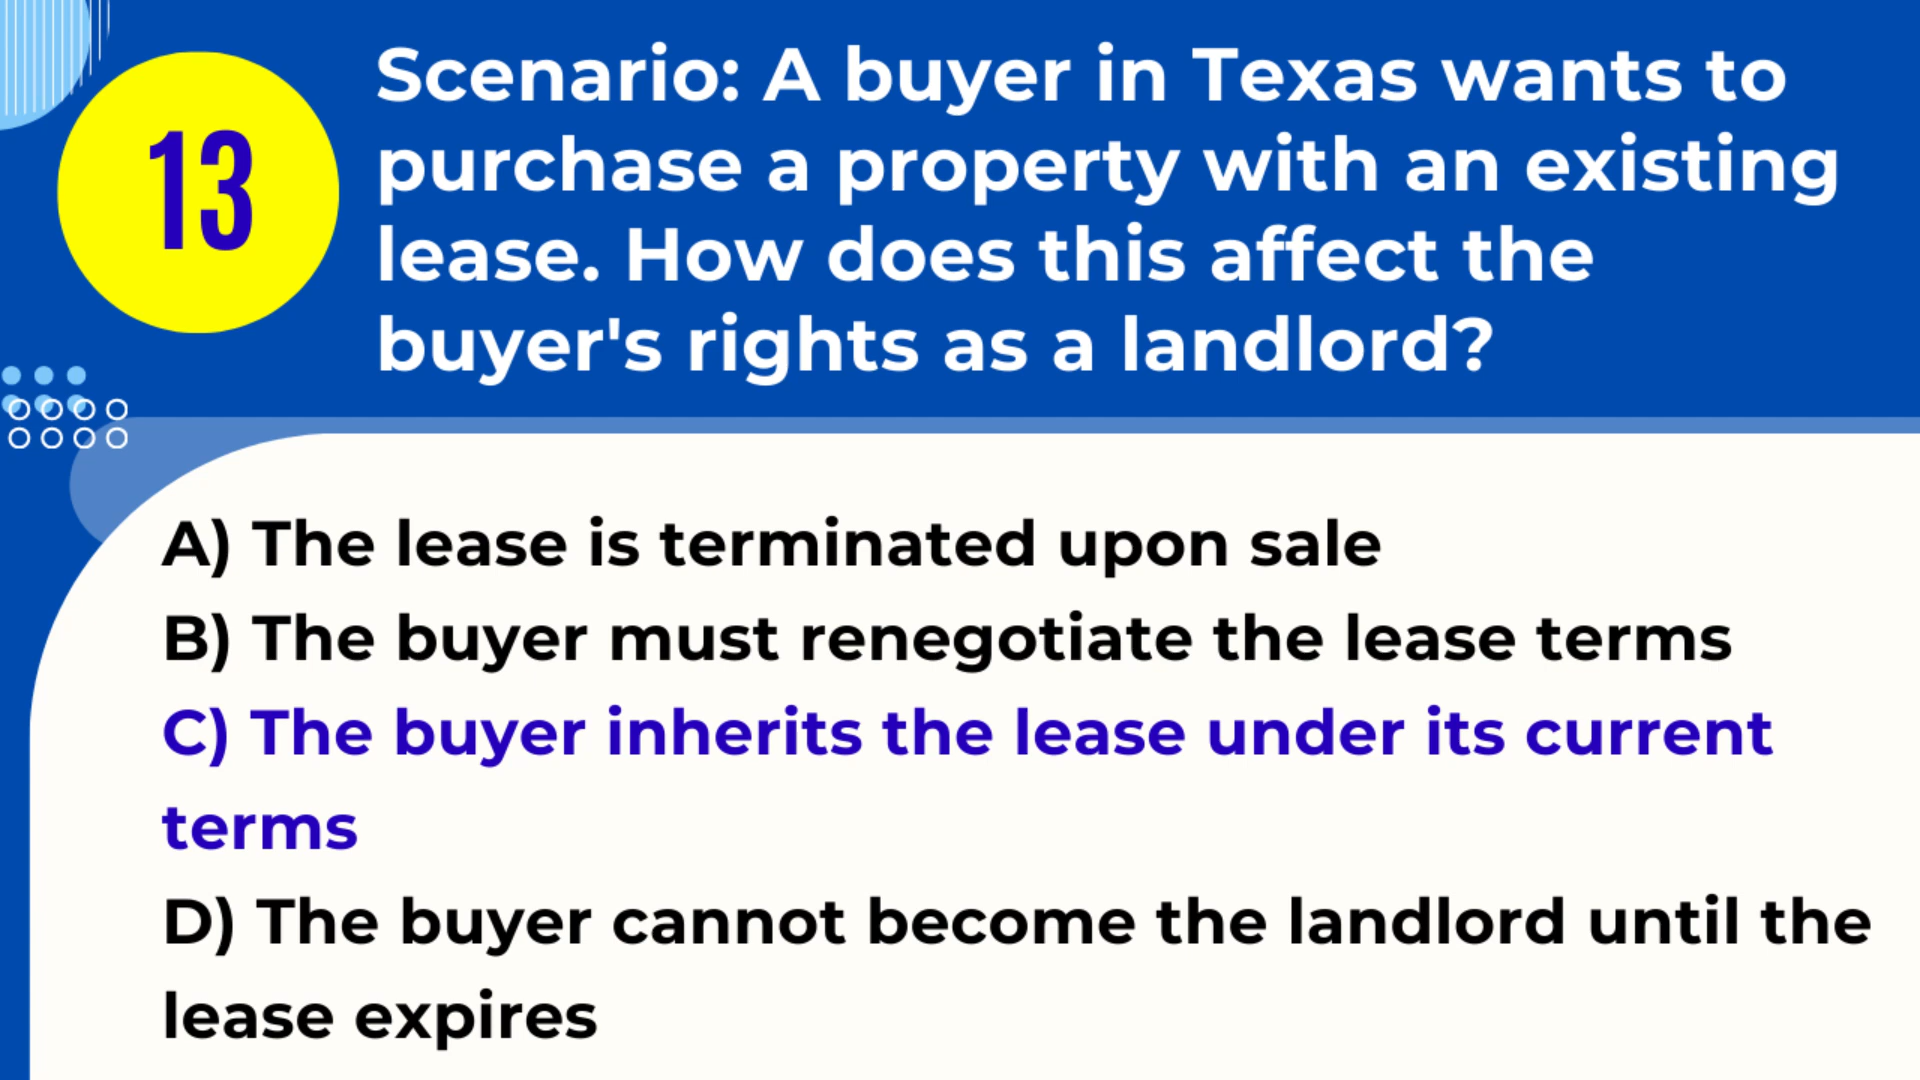 13
Scenario: A buyer in Texas wants to
purchase a property with an existing
lease. How does this affect the
buyer's rights as a landlord?
A) The lease is terminated upon sale
B) The buyer must renegotiate the lease terms
C) The buyer inherits the lease under its current
terms
D) The buyer cannot become the landlord until the
lease expires